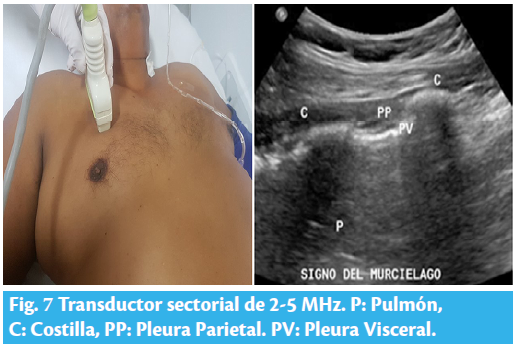 C
C
PP
PV
P
SIGNO DEL MURCIELAGO
Fig. 7 Transductor sectorial de 2-5 MHz. P: Pulmón,
C: Costilla, PP: Pleura Parietal. PV: Pleura Visceral.